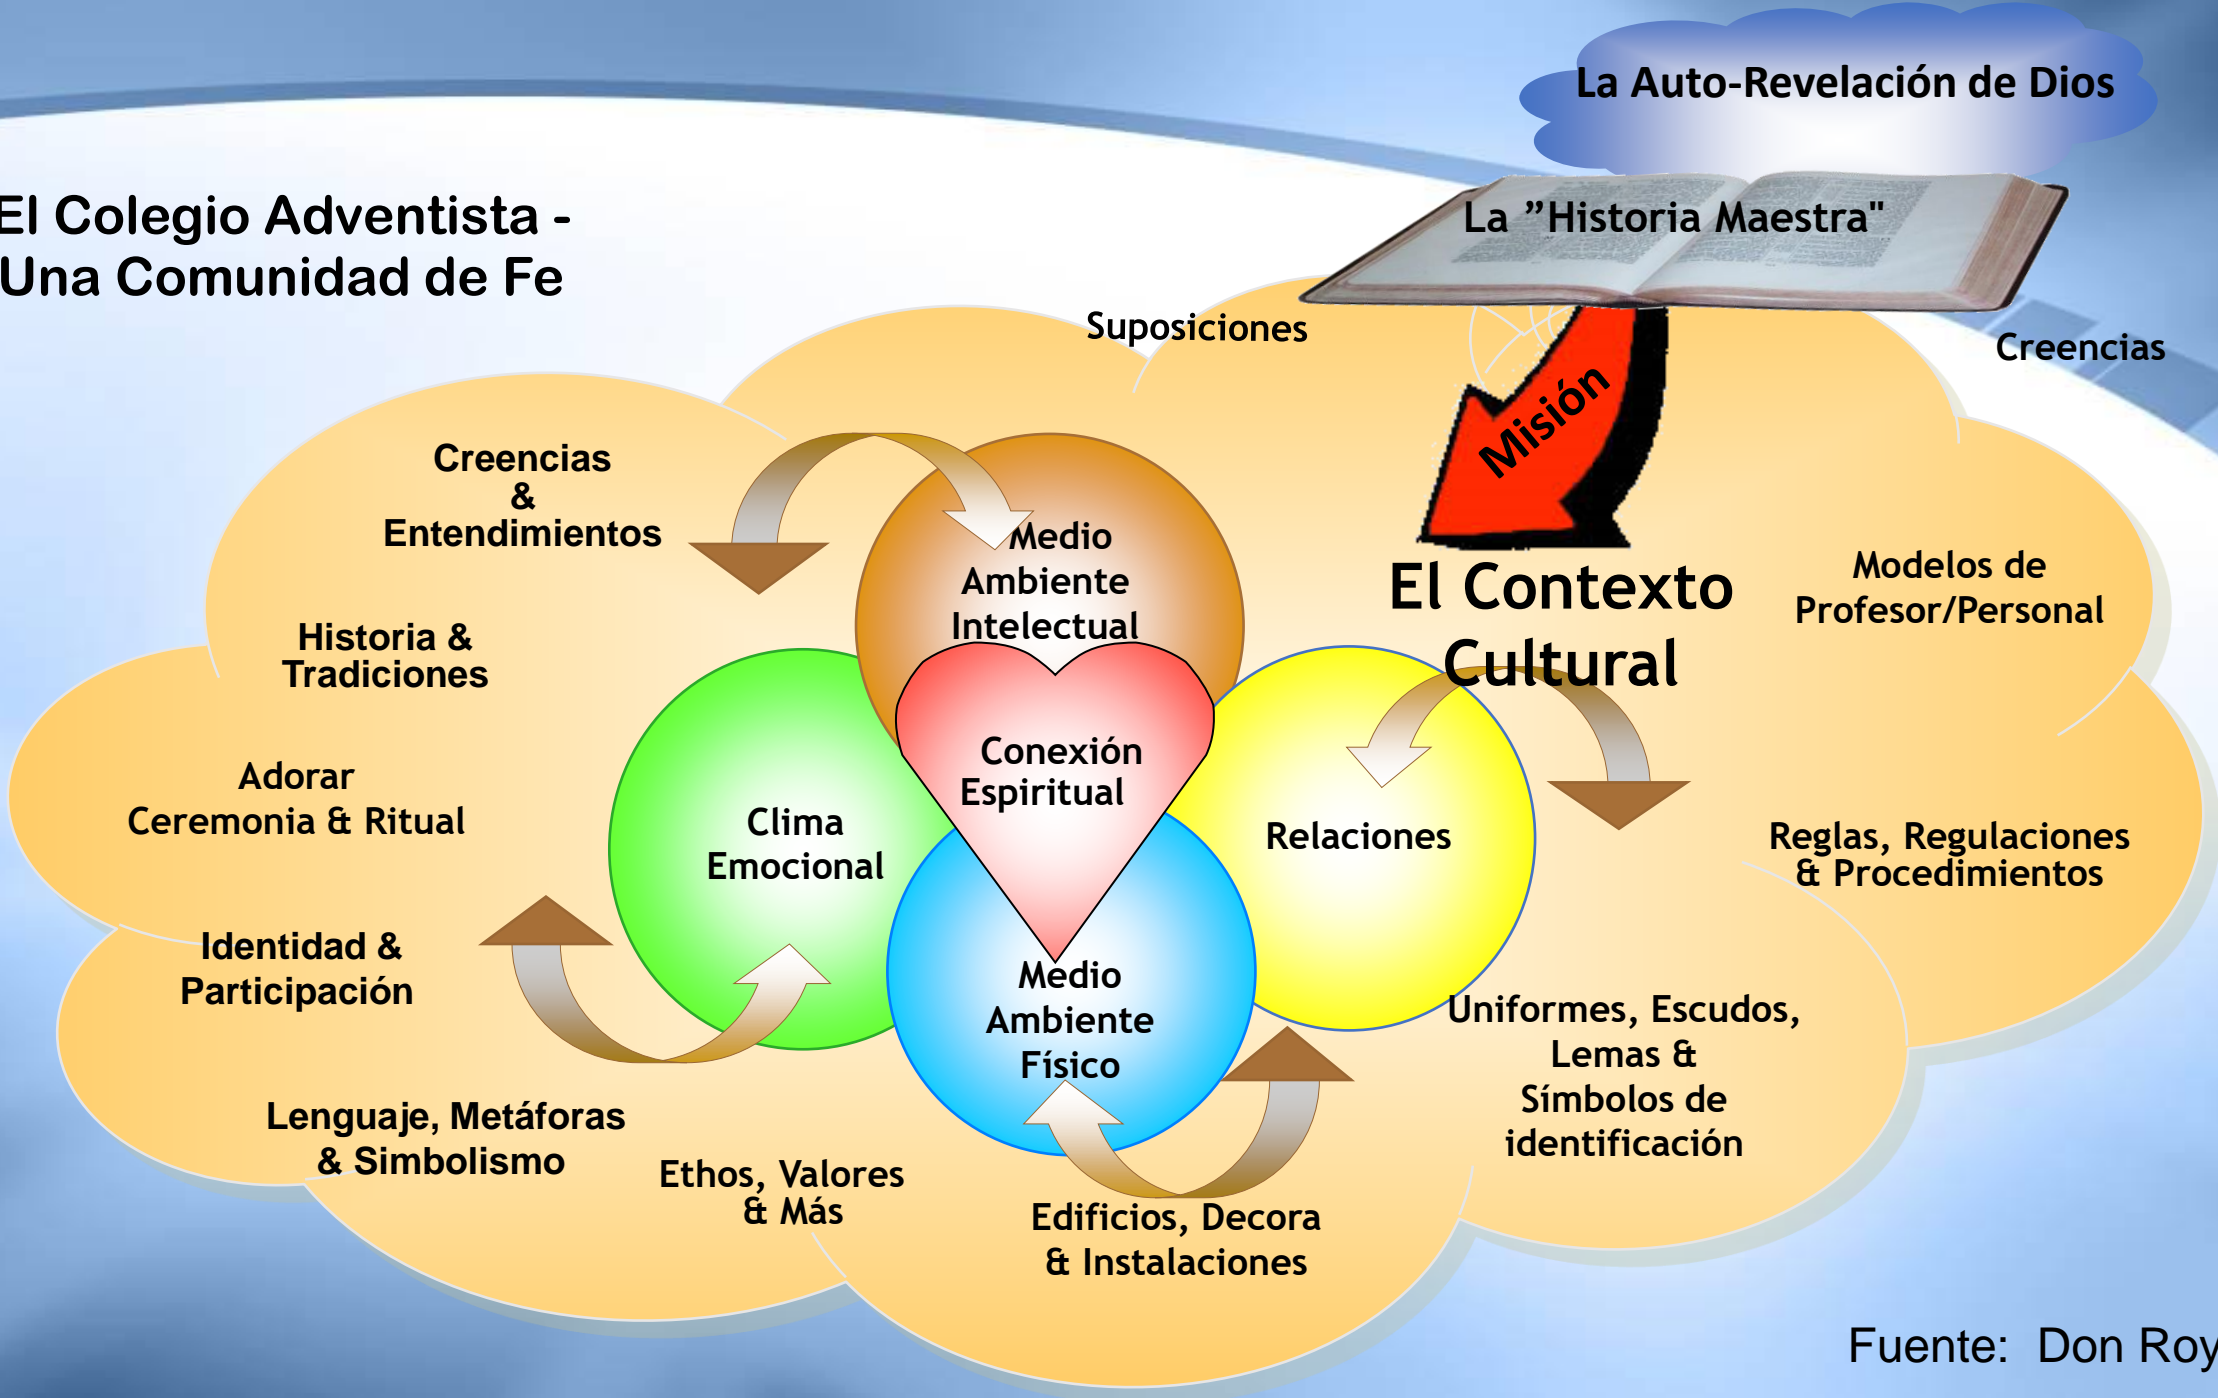 La Auto-Revelación de Dios
La ”Historia Maestra"
El Colegio Adventista -
Una Comunidad de Fe
Suposiciones
Creencias
Misión
Creencias
&
Entendimientos
Medio
Ambiente
Intelectual
El Contexto
Cultural
Modelos de
Profesor/Personal
Historia &
Tradiciones
Conexión
Espiritual
Adorar
Ceremonia & Ritual
Clima
Emocional
Relaciones
Reglas, Regulaciones
& Procedimientos
Identidad &
Participación
Medio
Ambiente
Físico
Uniformes, Escudos,
Lemas &
Símbolos de
identificación
Lenguaje, Metáforas
& Simbolismo
Ethos, Valores
& Más
Edificios, Decora
& Instalaciones
Fuente: Don Roy